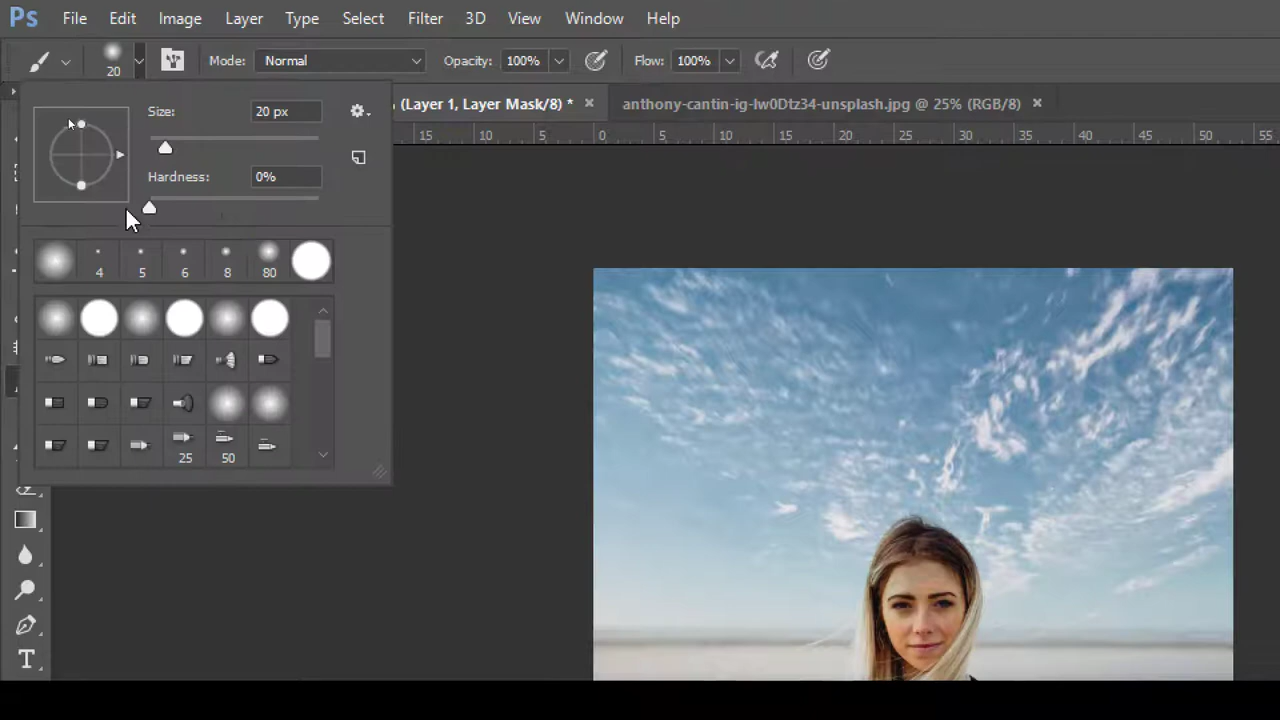 Ps File Edit Image Layer Type Select Filter 3D View Window Help
20 Mode: Normal Opacity: 100% Flow: 100%
(Layer 1, Layer Mask/8) * × anthony-cantin-ig-lw0Dtz34-unsplash.jpg @ 25% (RGB/8) ×
Size: 20 px
15 10 5 0 5 10 15 20 25 30 35 40 45 50 55
Hardness: 0%
4 5 6 8 80
25 50
T